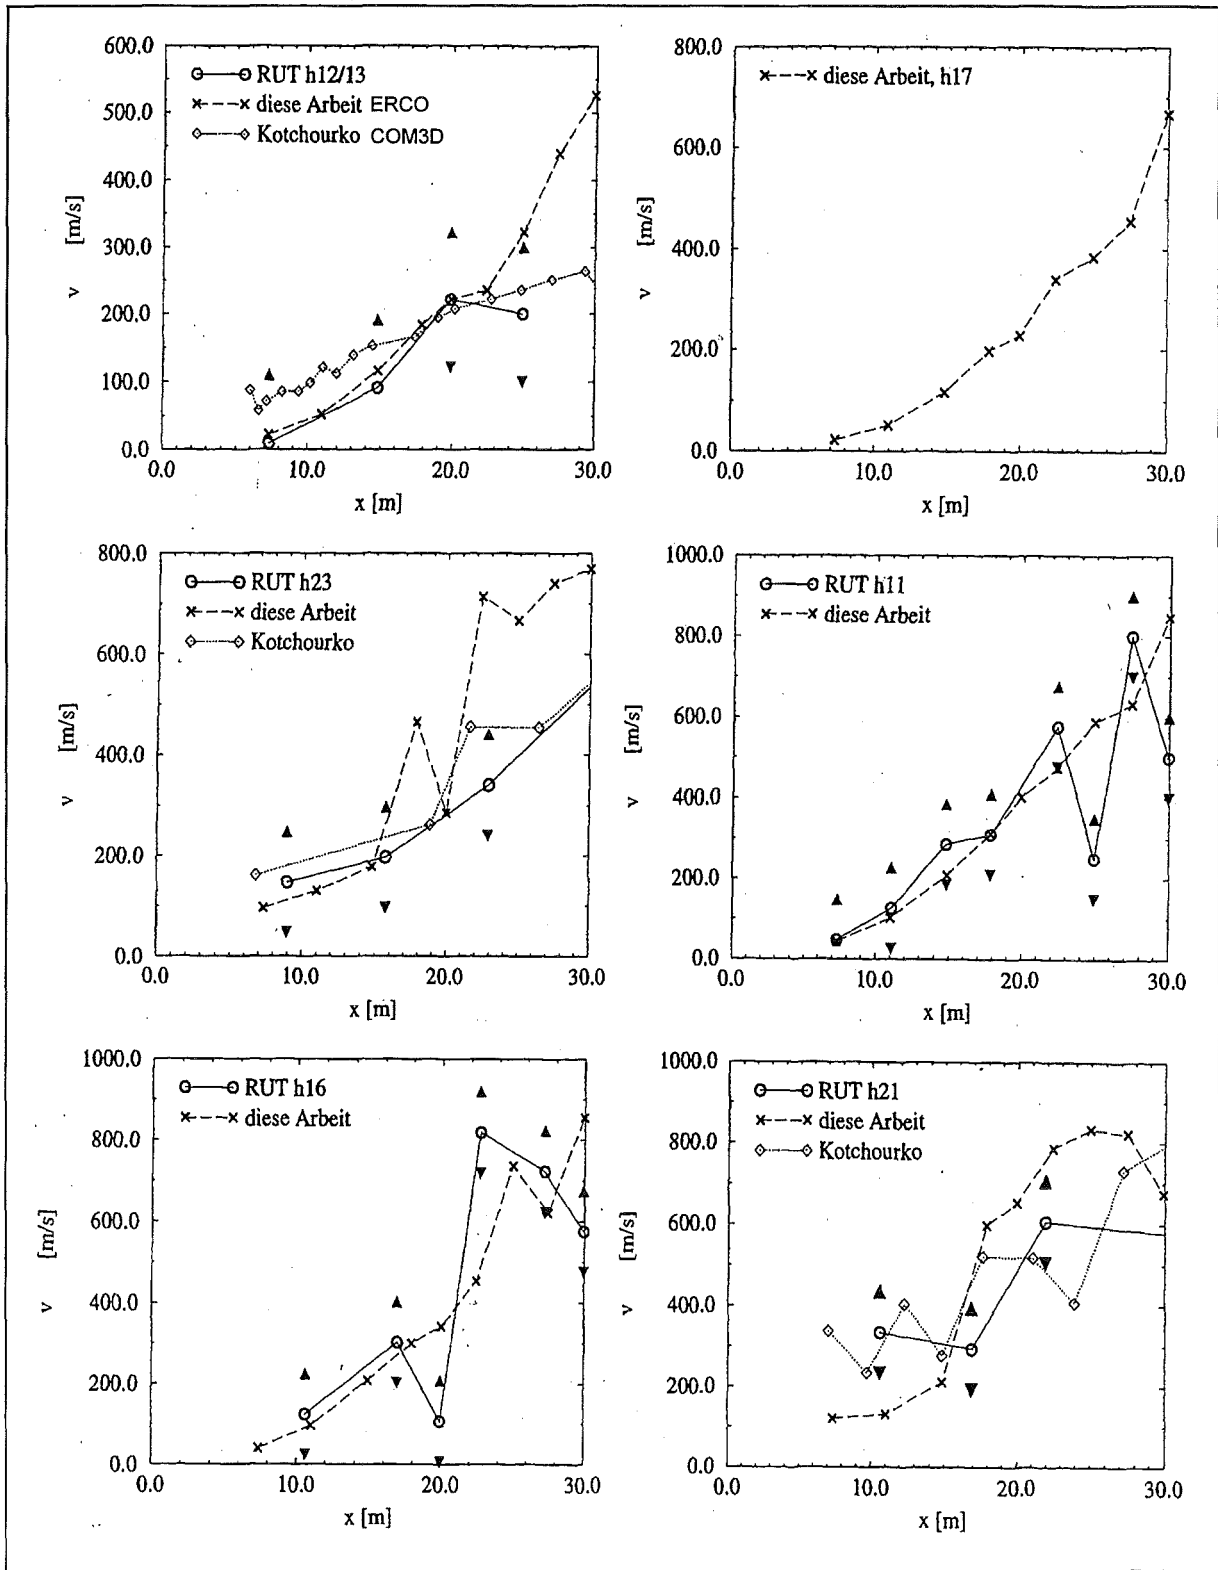 600.0
500.0
400.0
300.0
200.0
100.0
0.0
v [m/s]
RUT h12/13
diese Arbeit ERCO
Kotchourko COM3D
0.0 10.0 20.0 30.0
x [m]
800.0
600.0
400.0
200.0
0.0
v [m/s]
diese Arbeit, h17
0.0 10.0 20.0 30.0
x [m]
800.0
600.0
400.0
200.0
0.0
v [m/s]
RUT h23
diese Arbeit
Kotchourko
0.0 10.0 20.0 30.0
x [m]
1000.0
800.0
600.0
400.0
200.0
0.0
v [m/s]
RUT h11
diese Arbeit
0.0 10.0 20.0 30.0
x [m]
1000.0
800.0
600.0
400.0
200.0
0.0
v [m/s]
RUT h16
diese Arbeit
0.0 10.0 20.0 30.0
x [m]
1000.0
800.0
600.0
400.0
200.0
0.0
v [m/s]
RUT h21
diese Arbeit
Kotchourko
0.0 10.0 20.0 30.0
x [m]